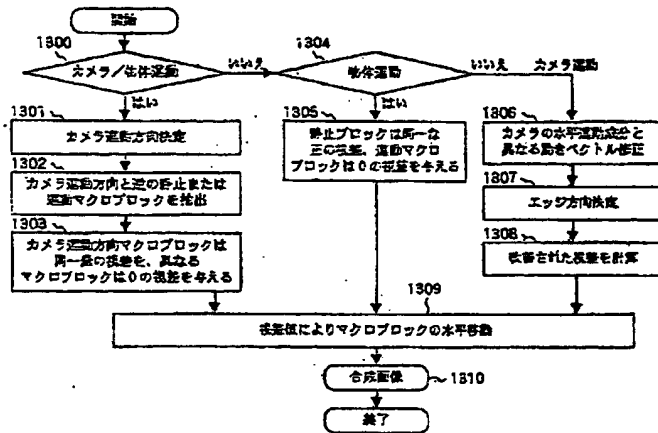 開始
1300
カメラ/物体運動
いいえ
1304
物体運動
いいえ
カメラ運動
はい
はい
1301
カメラ運動方向決定
1302
カメラ運動方向と逆の静止または
運動マクロブロックを抽出
1303
カメラ運動方向マクロブロックは
同一量の視差を、異なる
マクロブロックは0の視差を与える
1305
静止ブロックは同一な
正の視差、運動マクロ
ブロックは0の視差を与える
1306
カメラの水平運動成分と
異なる動きベクトル修正
1307
エッジ方向決定
1308
改善された視差を計算
1309
視差値によりマクロブロックの水平移動
合成画像
1310
終了